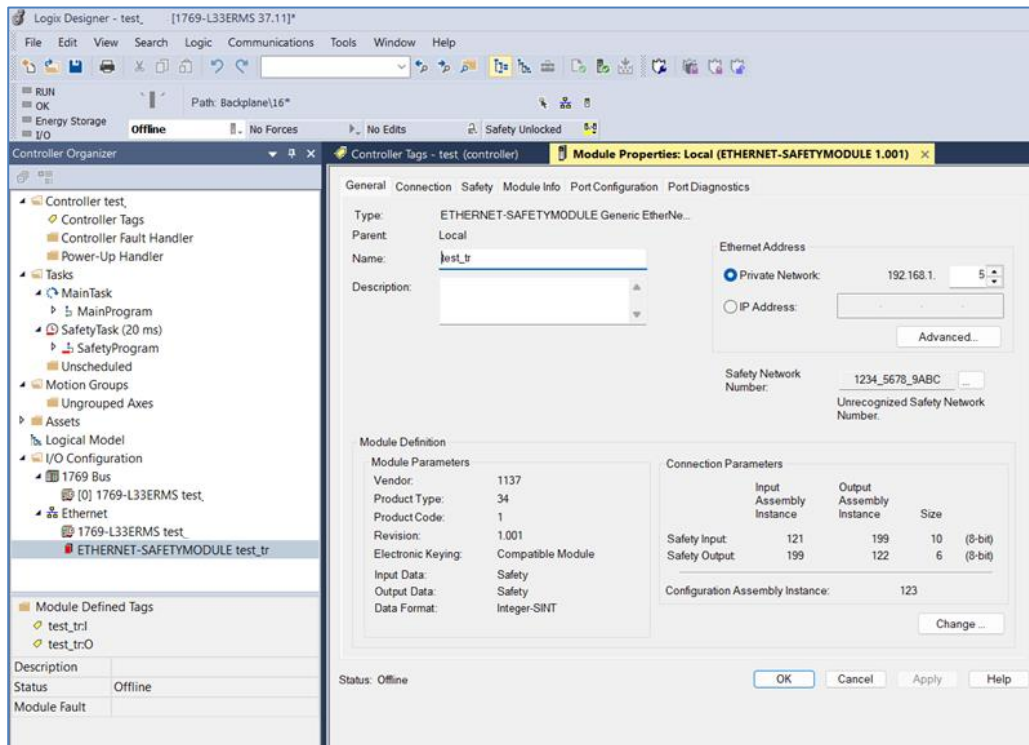 Logix Designer - test_ [1769-L33ERMS 37.11]*
File Edit View Search Logic Communications Tools Window Help
RUN
OK
Energy Storage
I/O
Path: Backplane\16*
Offline No Forces No Edits Safety Unlocked
Controller Organizer
Controller Tags - test (controller) Module Properties: Local (ETHERNET-SAFETYMODULE 1.001)
Controller test_
Controller Tags
Controller Fault Handler
Power-Up Handler
Tasks
MainTask
MainProgram
SafetyTask (20 ms)
SafetyProgram
Unscheduled
Motion Groups
Ungrouped Axes
Assets
Logical Model
I/O Configuration
1769 Bus
[0] 1769-L33ERMS test_
Ethernet
1769-L33ERMS test_
ETHERNET-SAFETYMODULE test_tr
Module Defined Tags
test_tr:I
test_tr:O
Description
Status Offline
Module Fault
General Connection Safety Module Info Port Configuration Port Diagnostics
Type: ETHERNET-SAFETYMODULE Generic EtherNe...
Parent Local
Name: test_tr
Description:
Ethernet Address
Private Network: 192.168.1. 5
IP Address:
Advanced...
Safety Network Number: 1234_5678_9ABC ...
Unrecognized Safety Network
Number.
Module Definition
Module Parameters
Vendor: 1137
Product Type: 34
Product Code: 1
Revision: 1.001
Electronic Keying: Compatible Module
Input Data: Safety
Output Data: Safety
Data Format: Integer-SINT
Connection Parameters
Input Assembly Instance Output Assembly Instance Size
Safety Input: 121 199 10 (8-bit)
Safety Output: 199 122 6 (8-bit)
Configuration Assembly Instance: 123
Change ...
Status: Offline
OK Cancel Apply Help